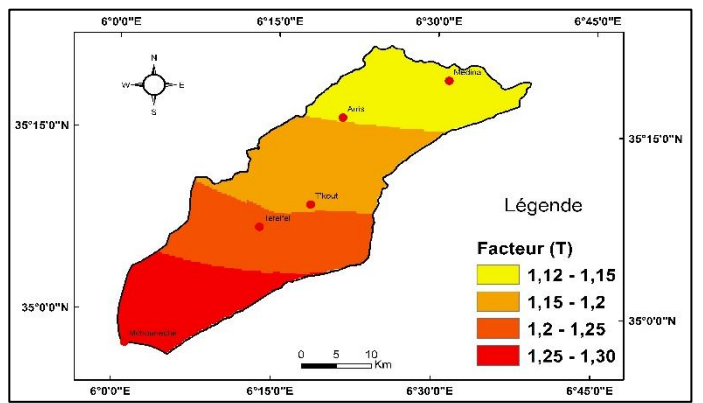 6°0'0"E 6°15'0"E 6°30'0"E 6°45'0"E
N
W E
S
Medina
Arris
35°15'0"N 35°15'0"N
T'kout
Légende
Facteur (T)
1,12 - 1,15
35°0'0"N 1,15 - 1,2 35°0'0"N
1,2 - 1,25
1,25 - 1,30
0 5 10
Km
6°0'0"E 6°15'0"E 6°30'0"E 6°45'0"E